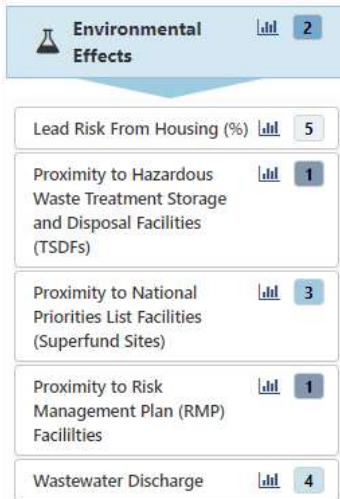 Environmental 2
Effects
Lead Risk From Housing (%) 5
Proximity to Hazardous 1
Waste Treatment Storage
and Disposal Facilities
(TSDFs)
Proximity to National 3
Priorities List Facilities
(Superfund Sites)
Proximity to Risk 1
Management Plan (RMP)
Facililties
Wastewater Discharge 4